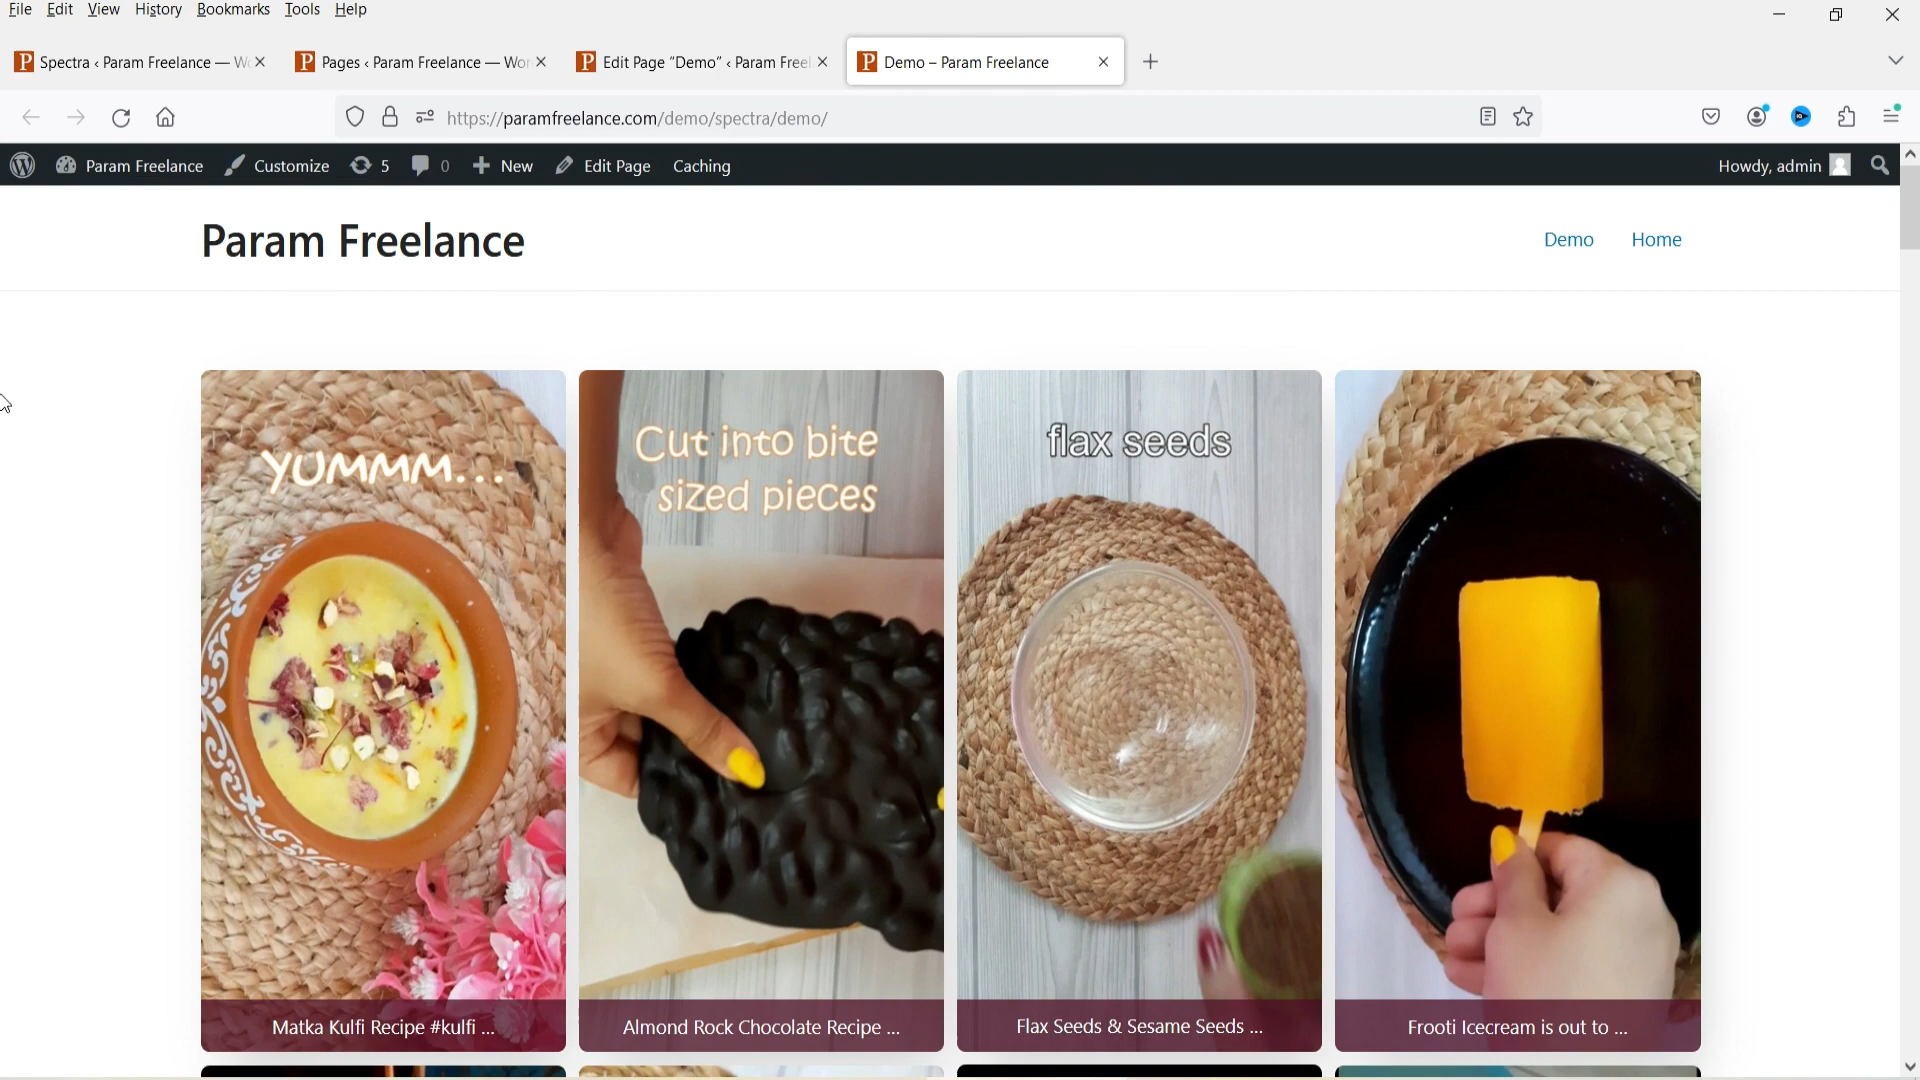 File Edit View History Bookmarks Tools Help
Spectra ‹ Param Freelance — Wo
Pages ‹ Param Freelance — Wor
Edit Page “Demo” ‹ Param Freel
Demo – Param Freelance
https://paramfreelance.com/demo/spectra/demo/
Param Freelance Customize 5 0 New Edit Page Caching Howdy, admin
Param Freelance
Demo Home
YUMMM...
Cut into bite
sized pieces
flax seeds
Matka Kulfi Recipe #kulfi ...
Almond Rock Chocolate Recipe ...
Flax Seeds & Sesame Seeds ...
Frooti Icecream is out to ...